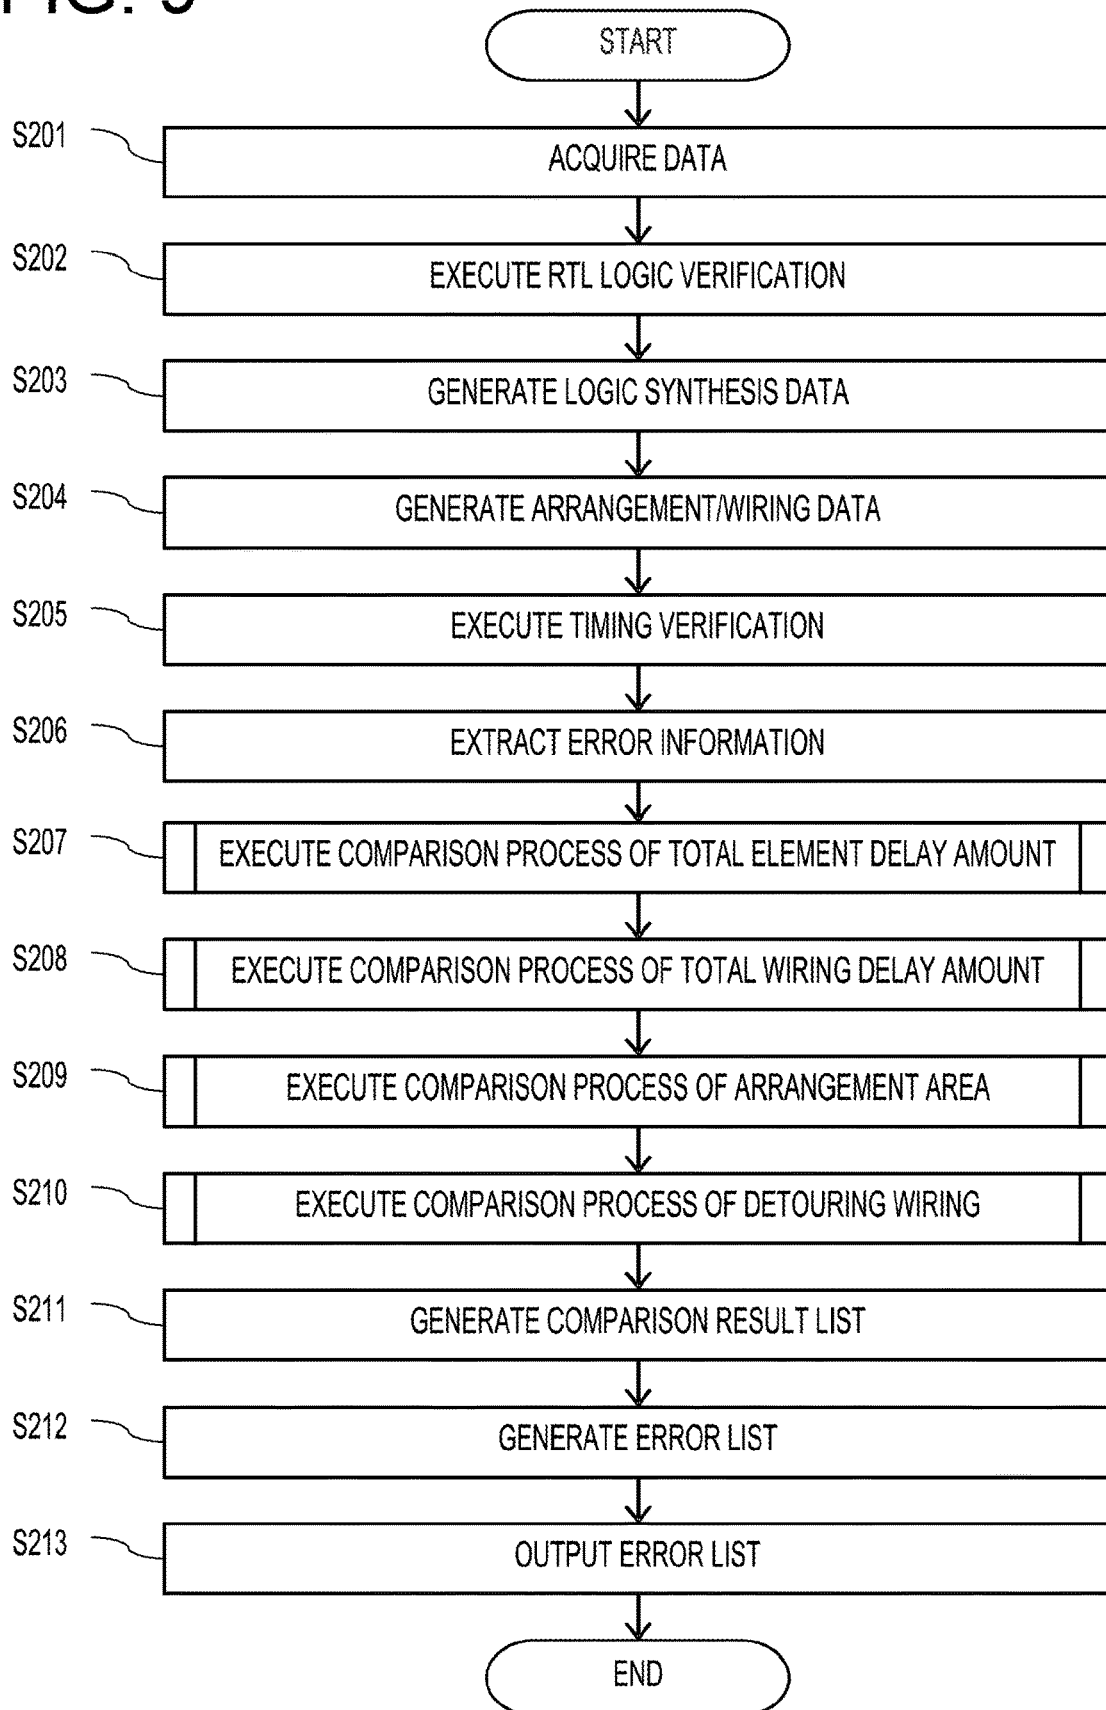 START
S201
ACQUIRE DATA
S202
EXECUTE RTL LOGIC VERIFICATION
S203
GENERATE LOGIC SYNTHESIS DATA
S204
GENERATE ARRANGEMENT/WIRING DATA
S205
EXECUTE TIMING VERIFICATION
S206
EXTRACT ERROR INFORMATION
S207
EXECUTE COMPARISON PROCESS OF TOTAL ELEMENT DELAY AMOUNT
S208
EXECUTE COMPARISON PROCESS OF TOTAL WIRING DELAY AMOUNT
S209
EXECUTE COMPARISON PROCESS OF ARRANGEMENT AREA
S210
EXECUTE COMPARISON PROCESS OF DETOURING WIRING
S211
GENERATE COMPARISON RESULT LIST
S212
GENERATE ERROR LIST
S213
OUTPUT ERROR LIST
END